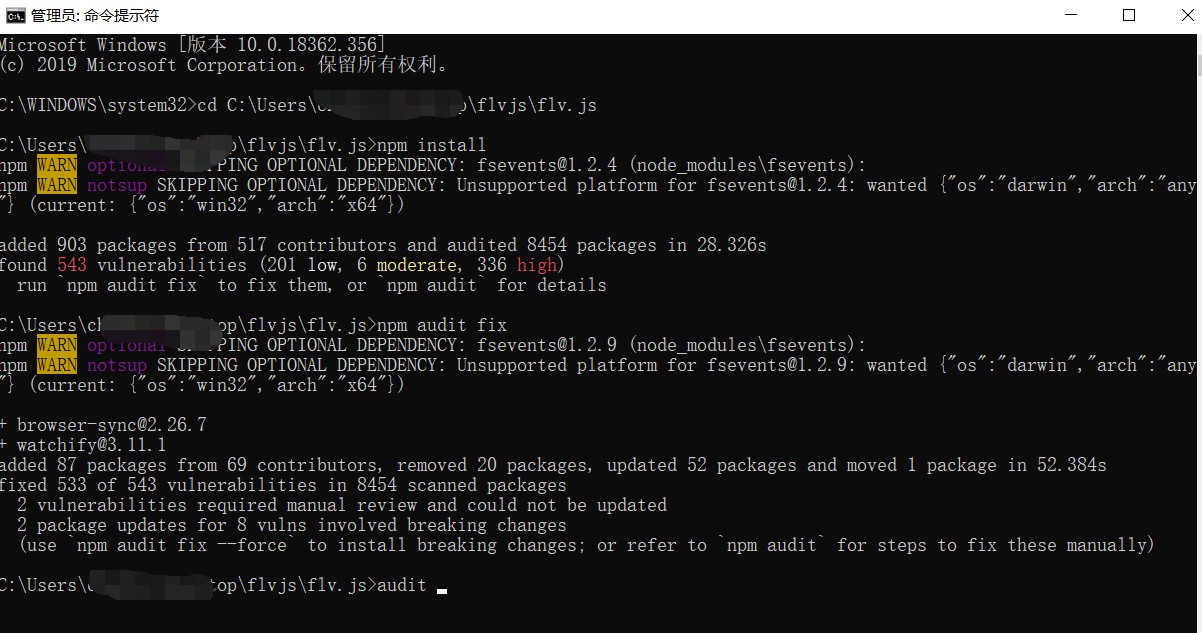 管理员: 命令提示符
Microsoft Windows [版本 10.0.18362.356]
(c) 2019 Microsoft Corporation。保留所有权利。
C:\WINDOWS\system32>cd C:\Users\ \flvjs\flv.js
C:\Users\ \flvjs\flv.js>npm install
npm WARN optional SKIPPING OPTIONAL DEPENDENCY: fsevents@1.2.4 (node_modules\fsevents):
npm WARN notsup SKIPPING OPTIONAL DEPENDENCY: Unsupported platform for fsevents@1.2.4: wanted {"os":"darwin","arch":"any
"} (current: {"os":"win32","arch":"x64"})
added 903 packages from 517 contributors and audited 8454 packages in 28.326s
found 543 vulnerabilities (201 low, 6 moderate, 336 high)
run `npm audit fix` to fix them, or `npm audit` for details
C:\Users\ op\flvjs\flv.js>npm audit fix
npm WARN optional SKIPPING OPTIONAL DEPENDENCY: fsevents@1.2.9 (node_modules\fsevents):
npm WARN notsup SKIPPING OPTIONAL DEPENDENCY: Unsupported platform for fsevents@1.2.9: wanted {"os":"darwin","arch":"any
"} (current: {"os":"win32","arch":"x64"})
+ browser-sync@2.26.7
+ watchify@3.11.1
added 87 packages from 69 contributors, removed 20 packages, updated 52 packages and moved 1 package in 52.384s
fixed 533 of 543 vulnerabilities in 8454 scanned packages
2 vulnerabilities required manual review and could not be updated
2 package updates for 8 vulns involved breaking changes
(use `npm audit fix --force` to install breaking changes; or refer to `npm audit` for steps to fix these manually)
C:\Users\ top\flvjs\flv.js>audit